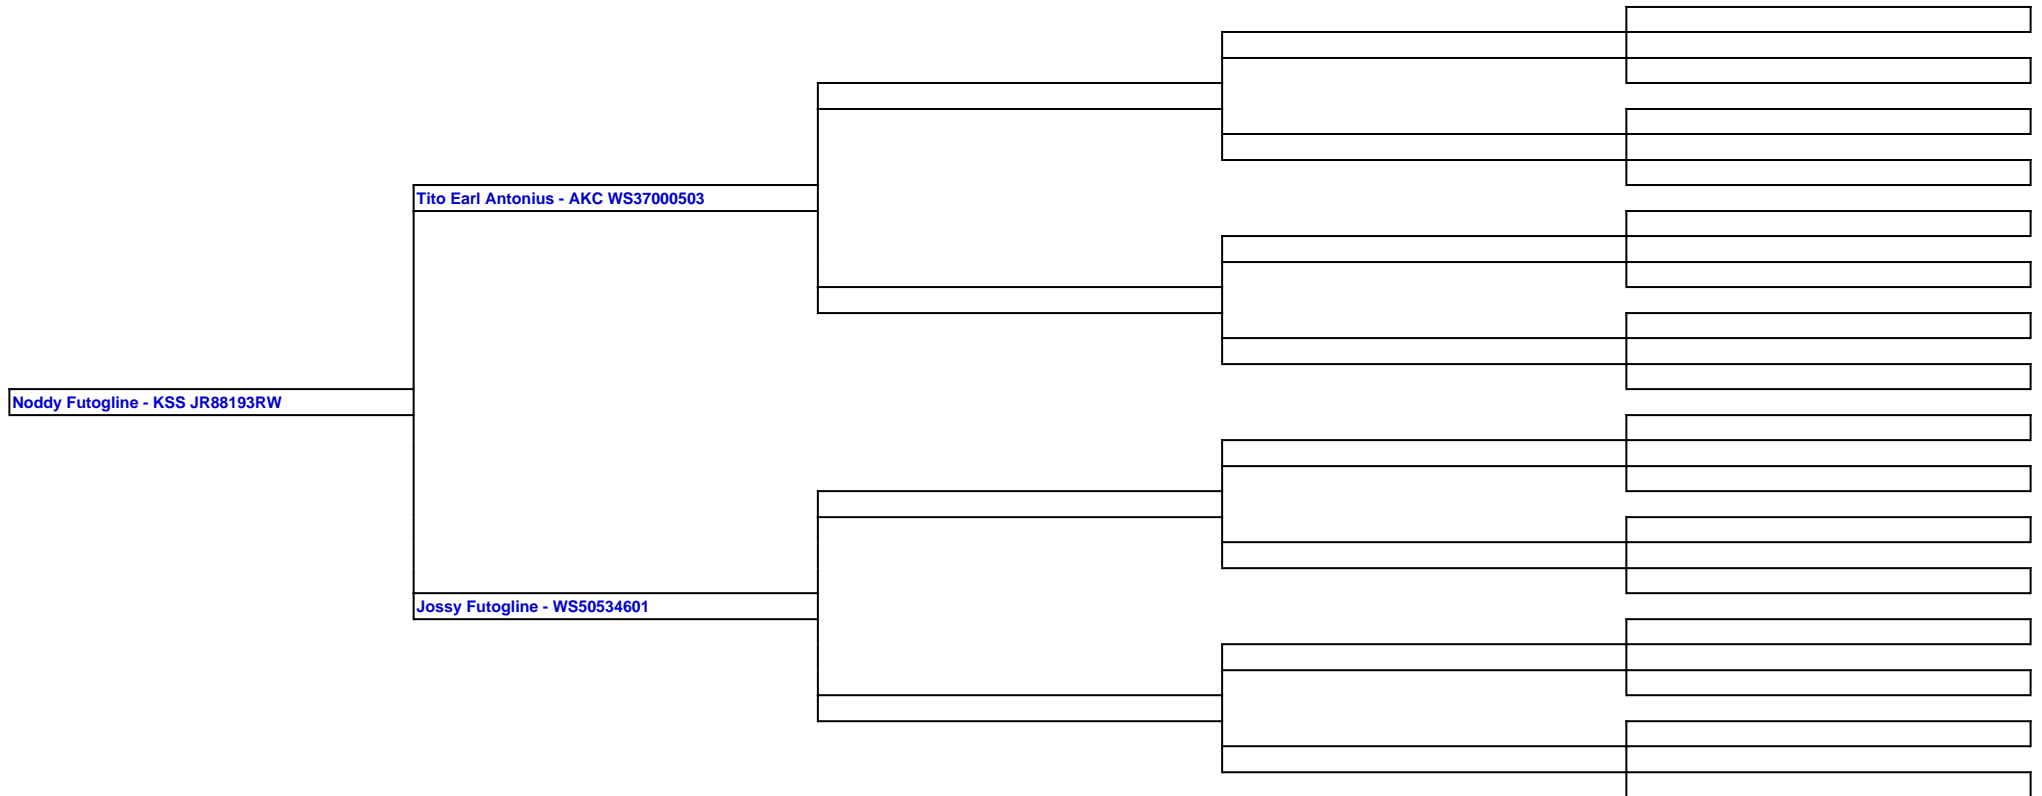 Tito Earl Antonius - AKC WS37000503
Noddy Futogline - KSS JR88193RW
Jossy Futogline - WS50534601